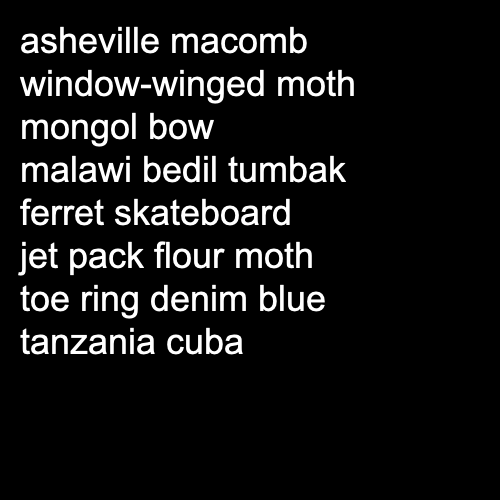 asheville macomb
window-winged moth
mongol bow
malawi bedil tumbak
ferret skateboard
jet pack flour moth
toe ring denim blue
tanzania cuba